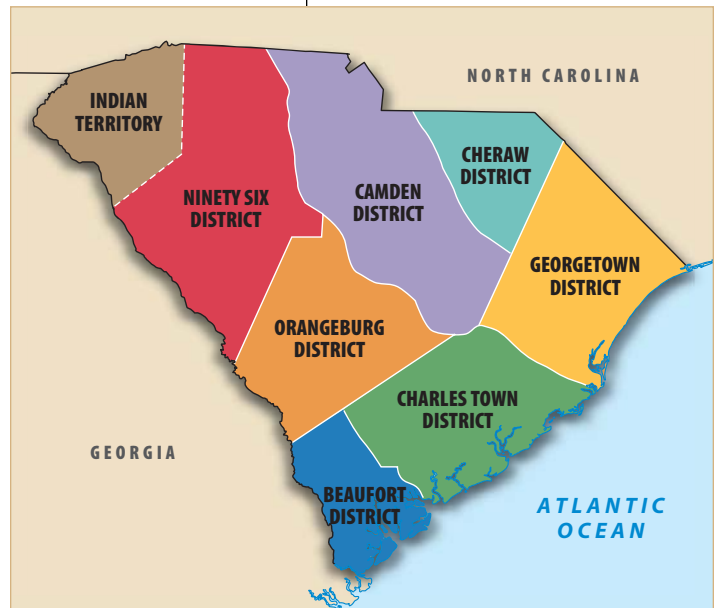 NORTH CAROLINA
INDIAN
TERRITORY
CHERAW
DISTRICT
NINETY SIX
DISTRICT
CAMDEN
DISTRICT
GEORGETOWN
DISTRICT
ORANGEBURG
DISTRICT
CHARLES TOWN
DISTRICT
GEORGIA
BEAUFORT
DISTRICT
ATLANTIC
OCEAN